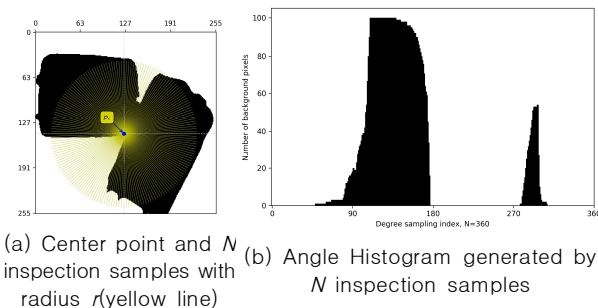 0 63 127 191 255
0
63
127
191
255
Number of background pixels
100
80
60
40
20
0
0 90 180 270 360
Degree sampling index, N=360
(a) Center point and N
inspection samples with
radius r(yellow line)
(b) Angle Histogram generated by
N inspection samples